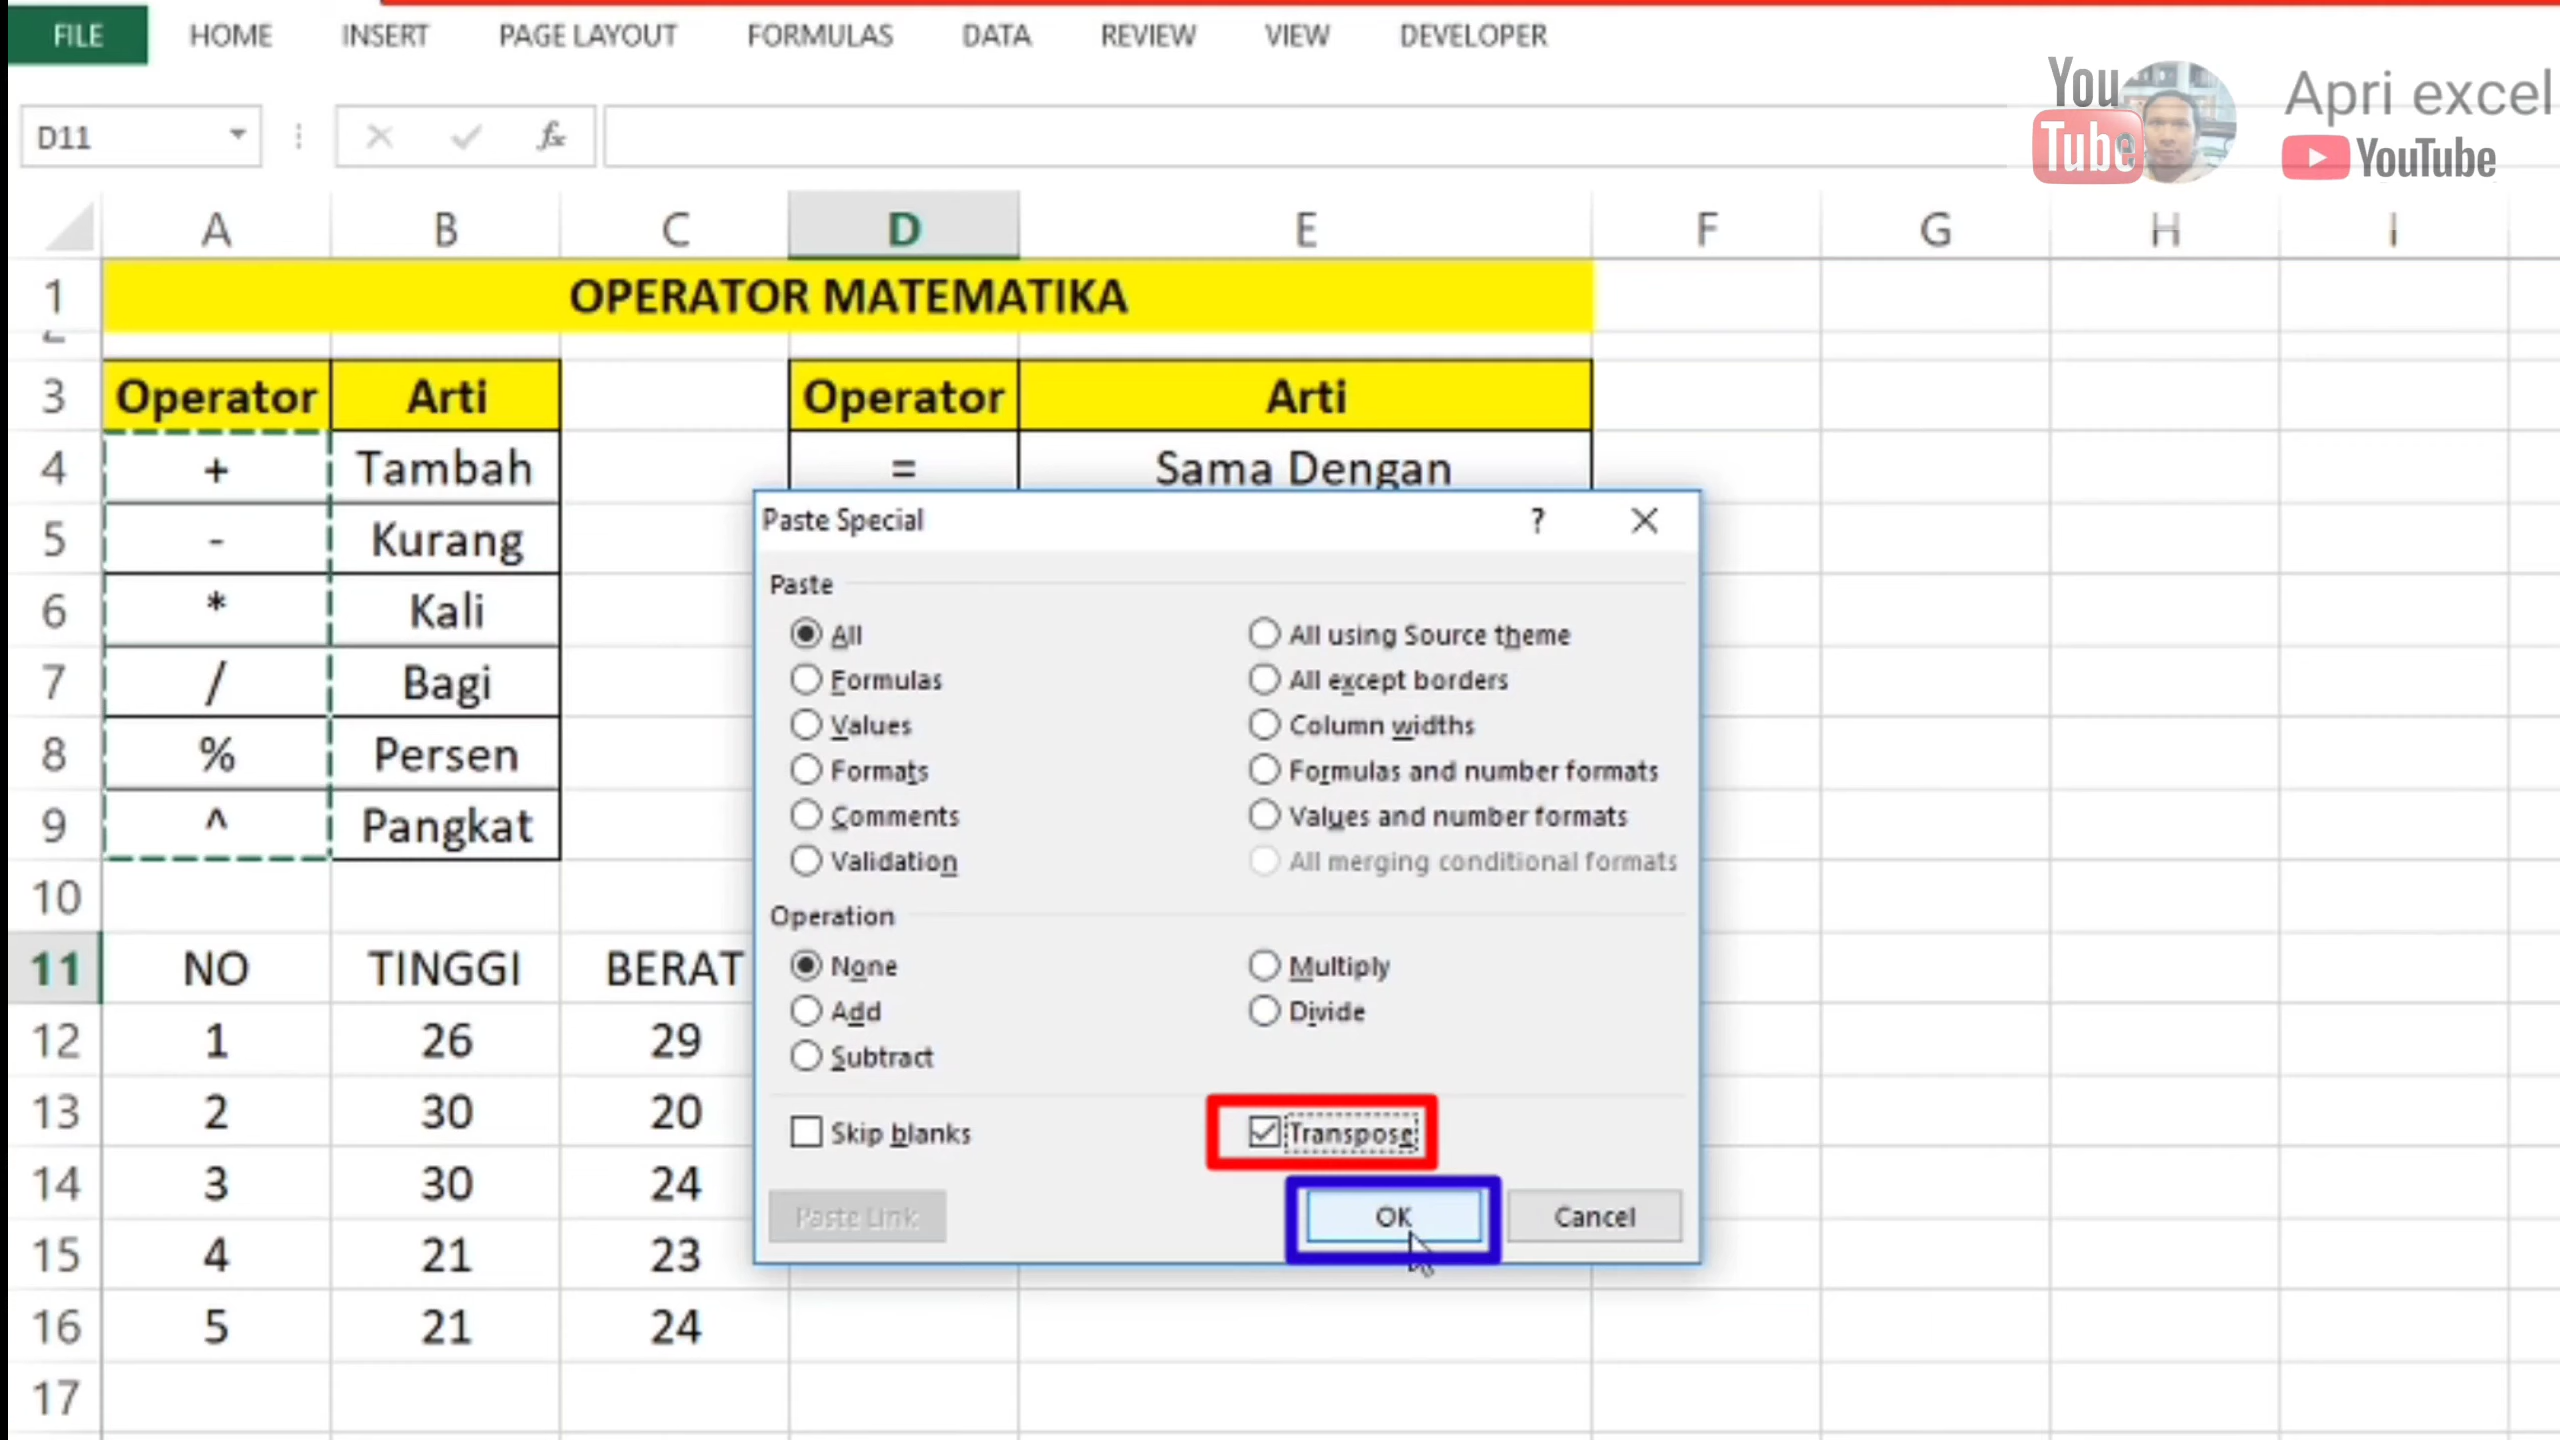 FILE HOME INSERT PAGE LAYOUT FORMULAS DATA REVIEW VIEW DEVELOPER
You Tube
Apri excel
YouTube
D11 fx
A B C D E F G H I
1 OPERATOR MATEMATIKA
3 Operator Arti Operator Arti
4 + Tambah = Sama Dengan
5 - Kurang
6 * Kali
7 / Bagi
8 % Persen
9 ^ Pangkat
10
11 NO TINGGI BERAT
12 1 26 29
13 2 30 20
14 3 30 24
15 4 21 23
16 5 21 24
17
Paste Special ?
Paste
All All using Source theme
Formulas All except borders
Values Column widths
Formats Formulas and number formats
Comments Values and number formats
Validation All merging conditional formats
Operation
None Multiply
Add Divide
Subtract
Skip blanks Transpose
Paste Link OK Cancel